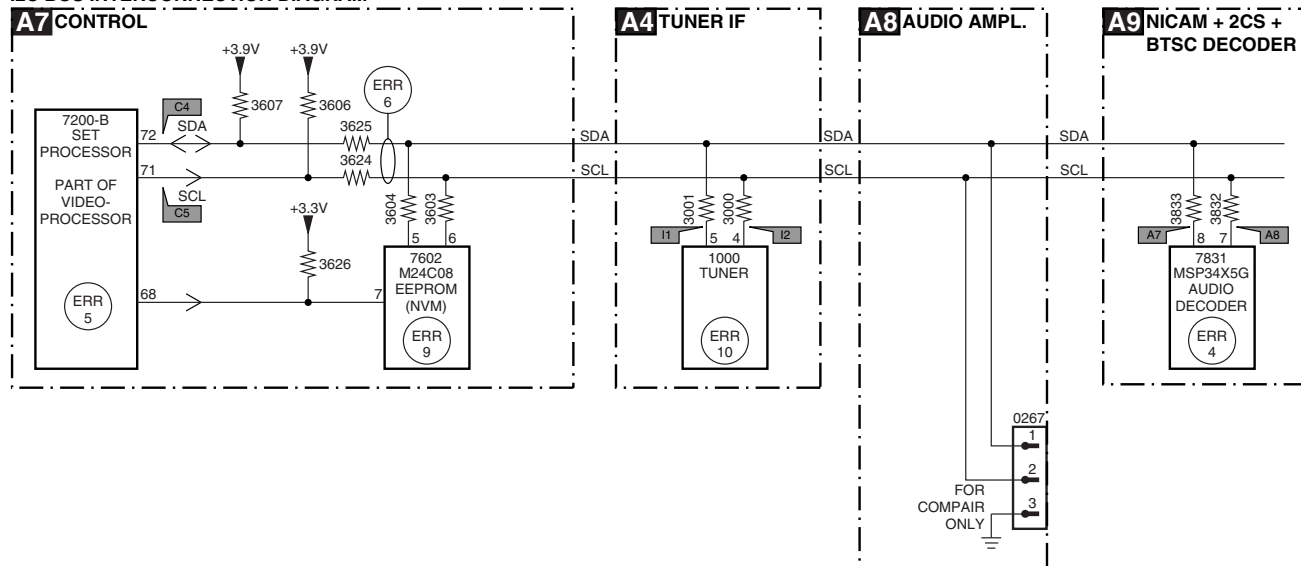 A7 CONTROL
A4 TUNER IF
A8 AUDIO AMPL.
A9 NICAM + 2CS +
BTSC DECODER
+3.9V
+3.9V
ERR
6
3607
3606
C4
72
SDA
3625
71
SCL
C5
3624
7200-B
SET
PROCESSOR
PART OF
VIDEO-
PROCESSOR
ERR
5
68
+3.3V
3626
3604
3603
5
6
7
7602
M24C08
EEPROM
(NVM)
ERR
9
SDA
SCL
3001
3000
I1
5
4
I2
1000
TUNER
ERR
10
SDA
SCL
0267
1
2
3
FOR
COMPAIR
ONLY
SDA
SCL
3833
3832
A7
8
7
A8
7831
MSP34X5G
AUDIO
DECODER
ERR
4